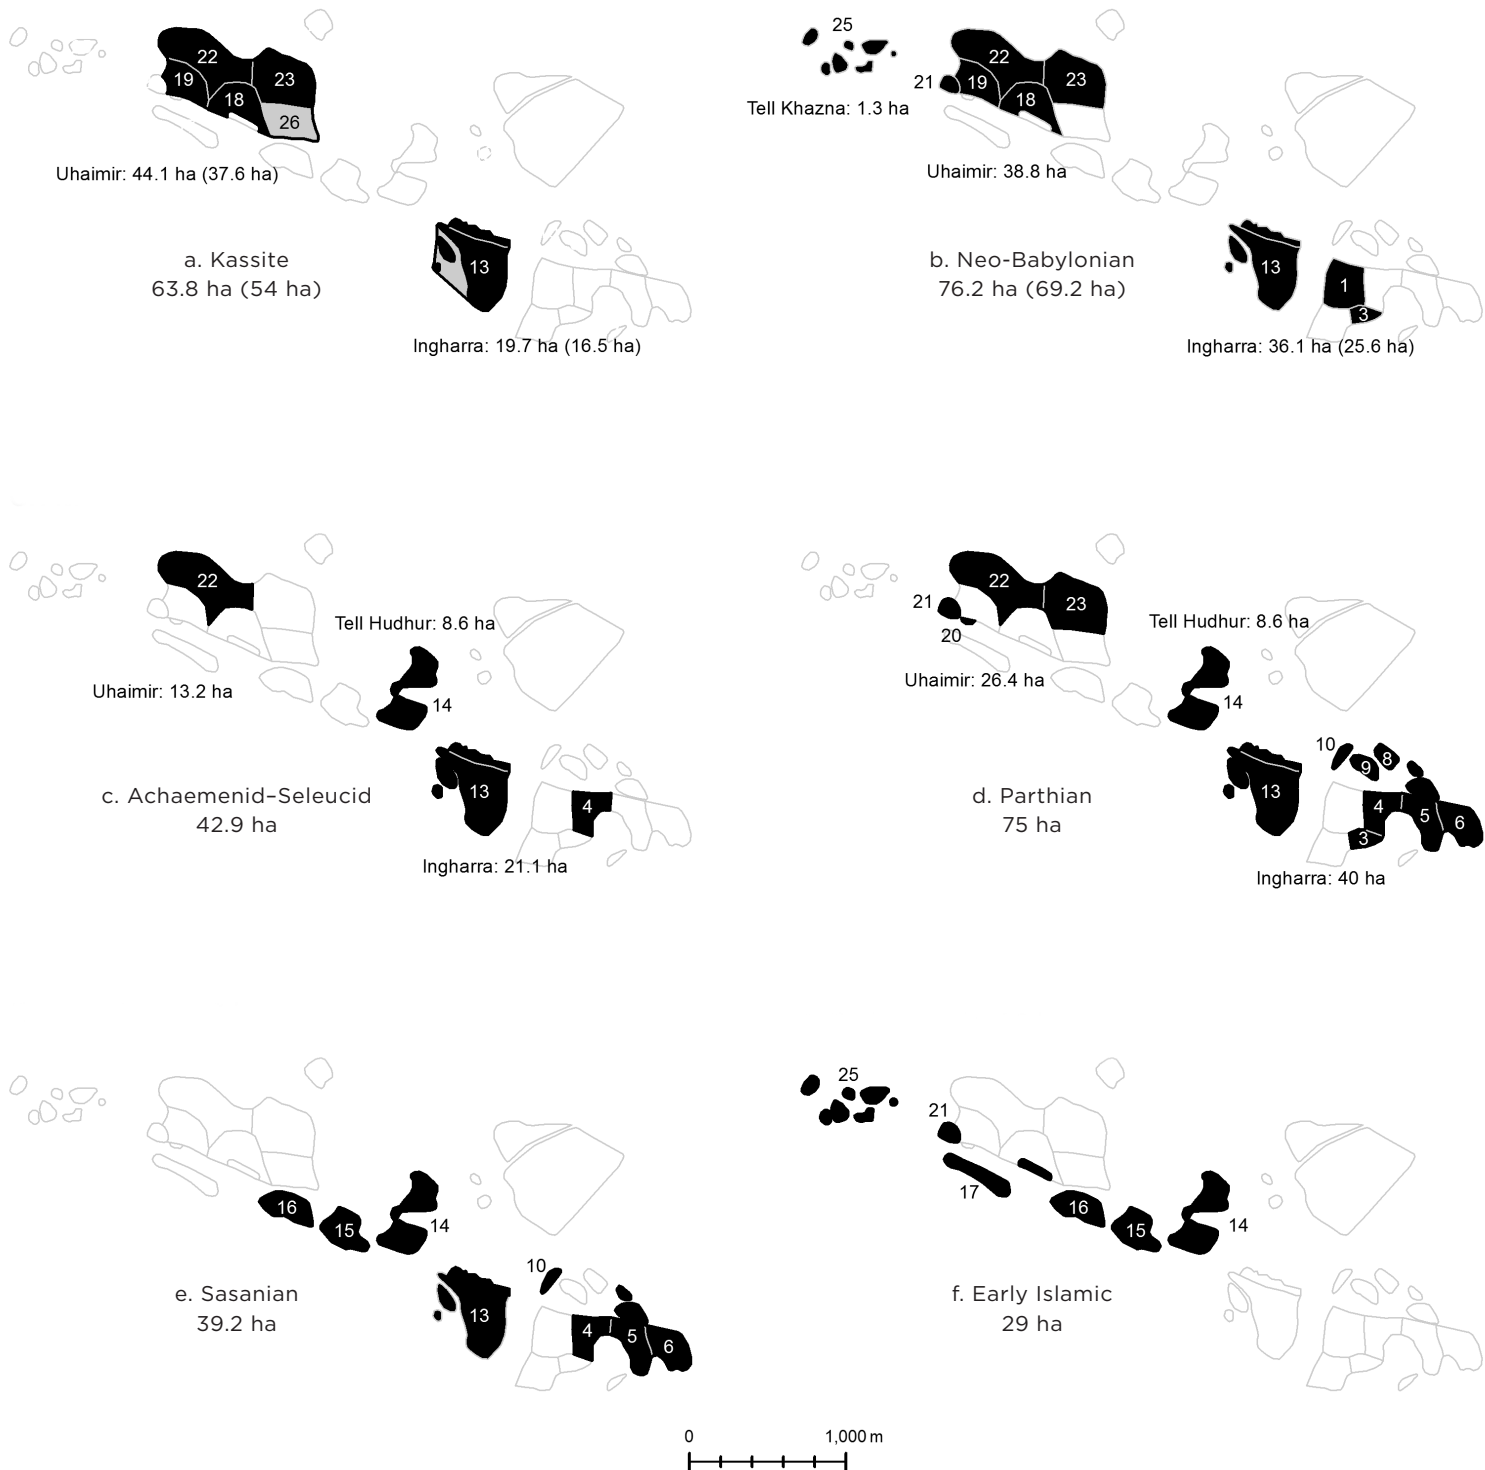 22
19
23
18
26
Uhaimir: 44.1 ha (37.6 ha)
13
a. Kassite
63.8 ha (54 ha)
Ingharra: 19.7 ha (16.5 ha)
25
22
21
19
23
18
Tell Khazna: 1.3 ha
Uhaimir: 38.8 ha
13
1
3
b. Neo-Babylonian
76.2 ha (69.2 ha)
Ingharra: 36.1 ha (25.6 ha)
22
Tell Hudhur: 8.6 ha
Uhaimir: 13.2 ha
14
13
4
c. Achaemenid–Seleucid
42.9 ha
Ingharra: 21.1 ha
22
21
23
20
Tell Hudhur: 8.6 ha
Uhaimir: 26.4 ha
14
10
8
9
13
4
5
6
3
d. Parthian
75 ha
Ingharra: 40 ha
16
15
14
10
13
4
5
6
e. Sasanian
39.2 ha
25
21
17
16
15
14
f. Early Islamic
29 ha
0 1,000 m